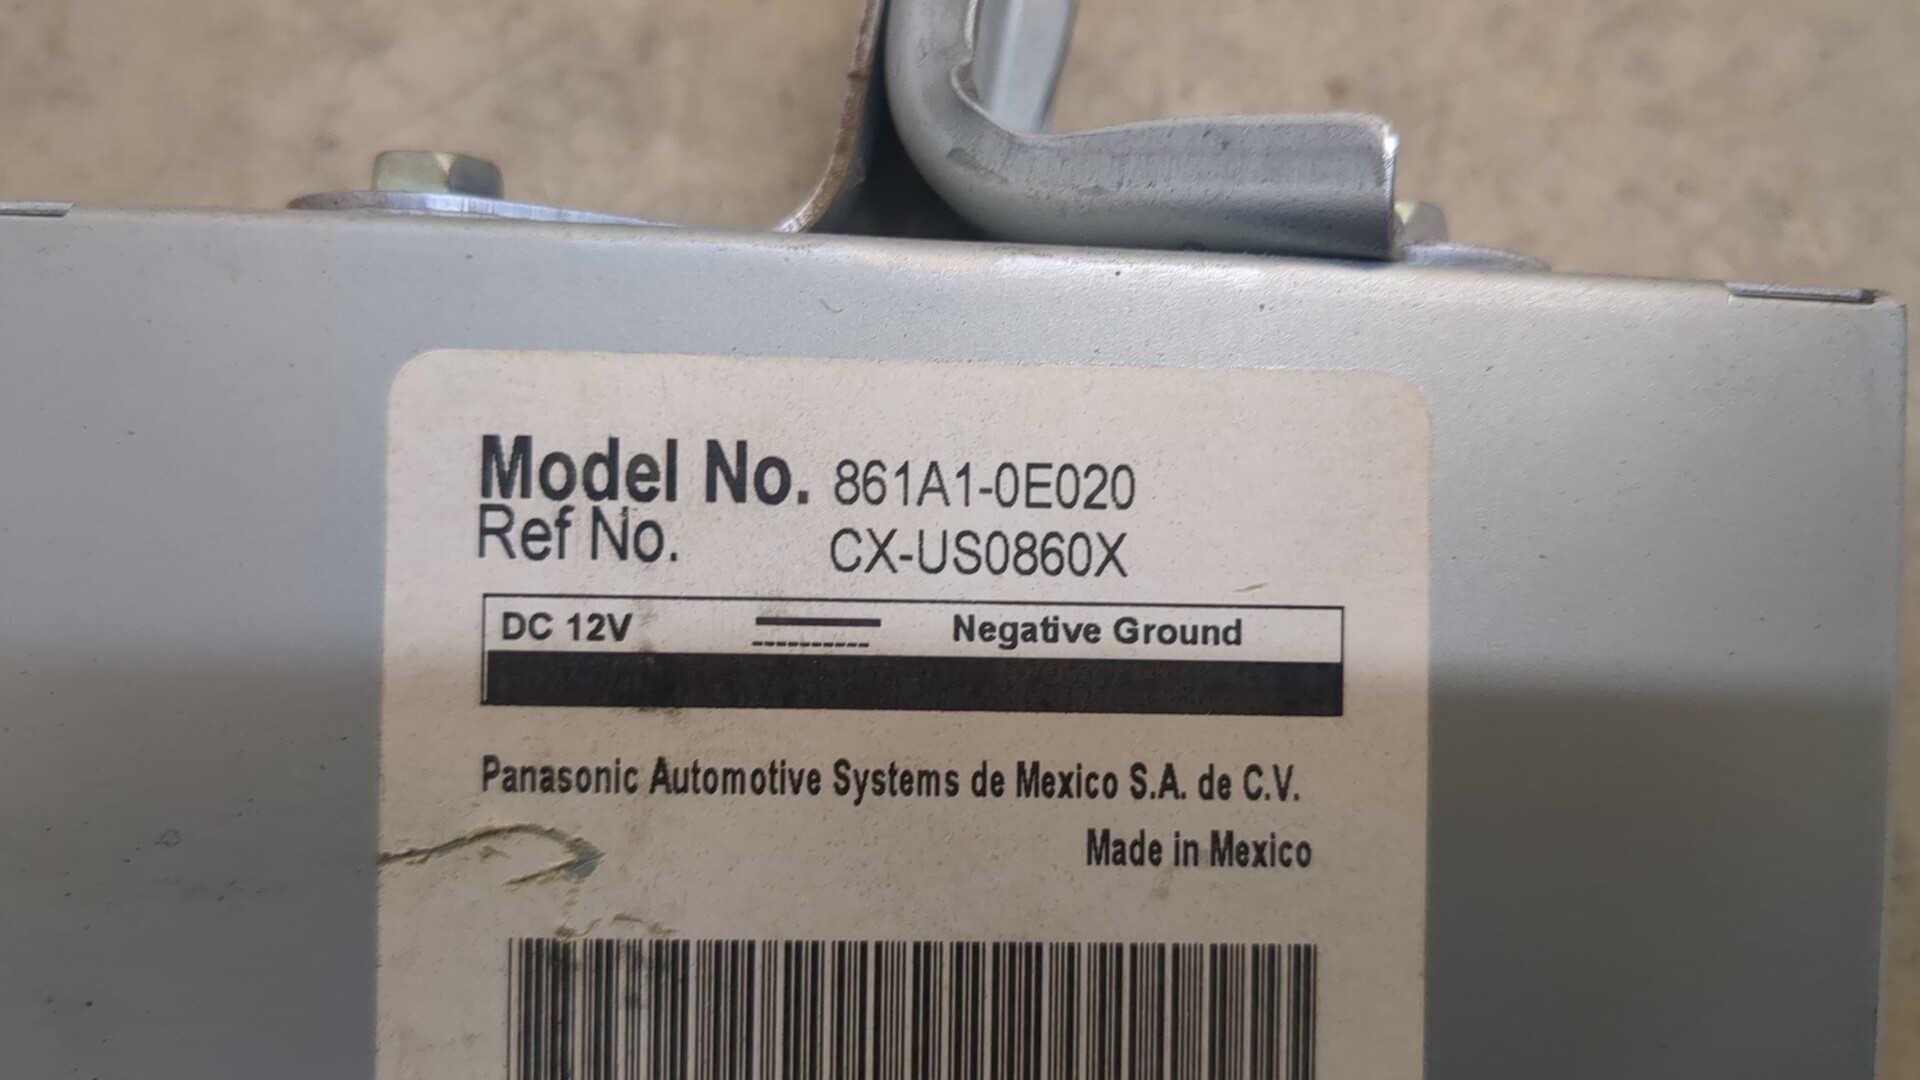 Model No. 861A1-0E020
Ref No. CX-US0860X
DC 12V Negative Ground
Panasonic Automotive Systems de Mexico S.A. de C.V.
Made in Mexico